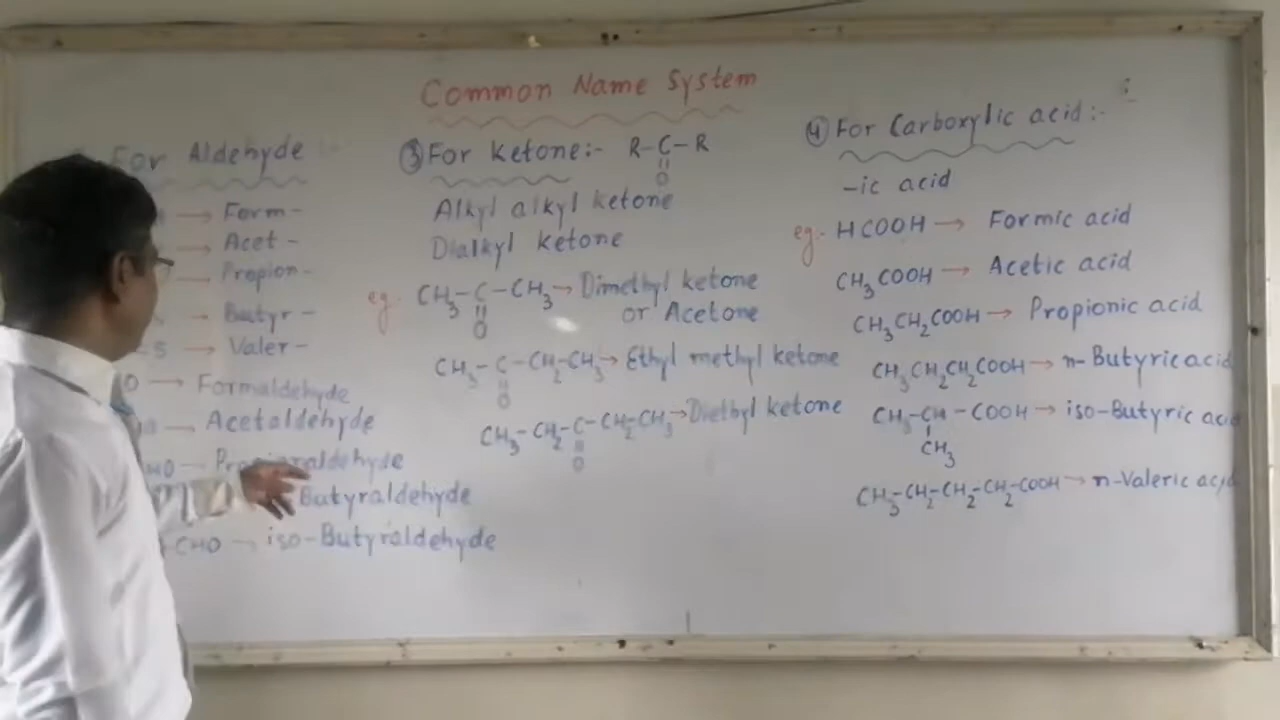 Common Name System
For Aldehyde :-
→ Form -
→ Acet -
→ Propion -
→ Butyr -
- 5 → Valer -
→ Formaldehyde
→ Acetaldehyde
Butyraldehyde
CHO → iso-Butyraldehyde
③ For Ketone:- R-C-R
||
O
Alkyl alkyl ketone
Dialkyl ketone
eg. CH₃-C-CH₃→ Dimethyl ketone
||
O
or Acetone
CH₃-C-CH₂-CH₃→ Ethyl methyl ketone
||
O
CH₃-CH₂-C-CH₂-CH₃→ Diethyl ketone
||
O
④ For Carboxylic acid:-
-ic acid
eg:- HCOOH → Formic acid
CH₃COOH → Acetic acid
CH₃CH₂COOH → Propionic acid
CH₃CH₂CH₂COOH → n-Butyric acid
CH₃-CH-COOH → iso-Butyric acid
CH₃
CH₃-CH₂-CH₂-CH₂-COOH → n-Valeric acid